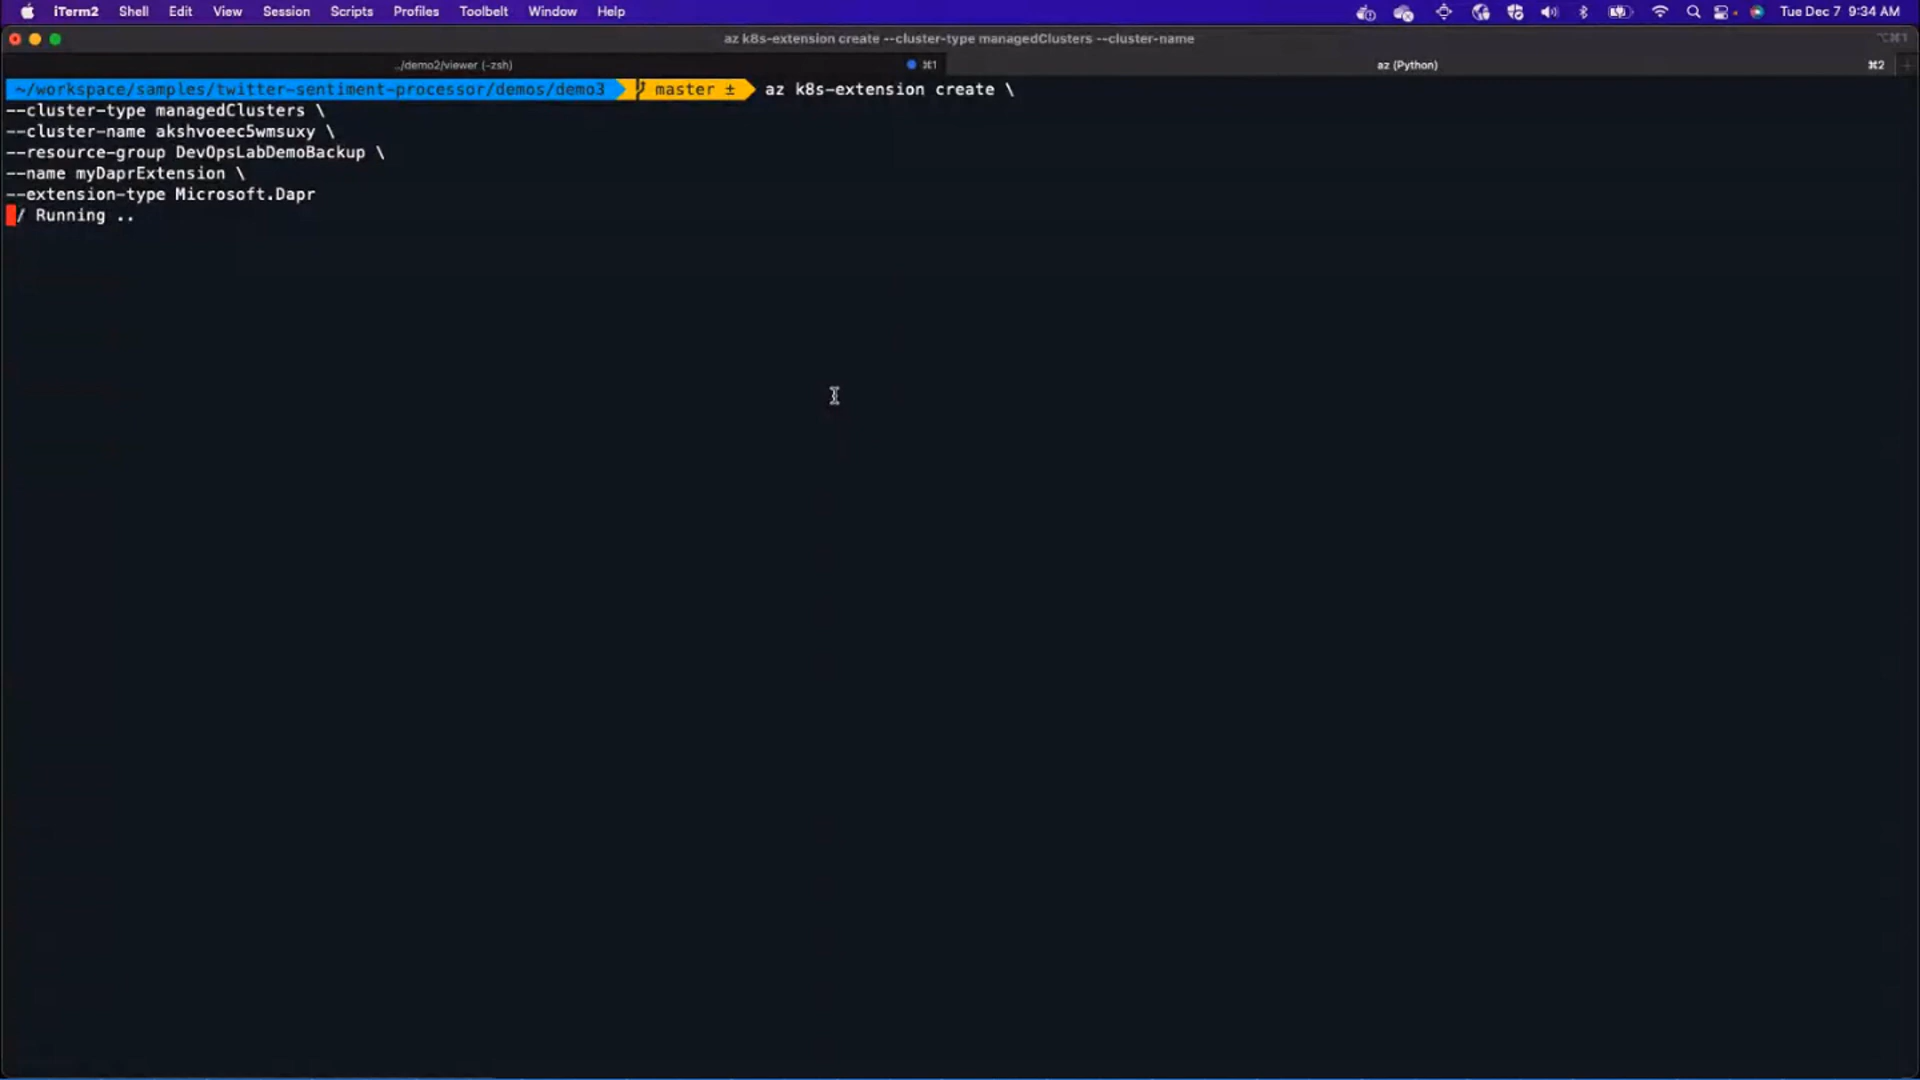 iTerm2 Shell Edit View Session Scripts Profiles Toolbelt Window Help Tue Dec 7 9:34 AM
az k8s-extension create --cluster-type managedClusters --cluster-name ⌥⌘1
../demo2/viewer (-zsh) ⌘1 az (Python) ⌘2
~/workspace/samples/twitter-sentiment-processor/demos/demo3 master ± az k8s-extension create \
--cluster-type managedClusters \
--cluster-name akshvoeec5wmsuxy \
--resource-group DevOpsLabDemoBackup \
--name myDaprExtension \
--extension-type Microsoft.Dapr
/ Running ..